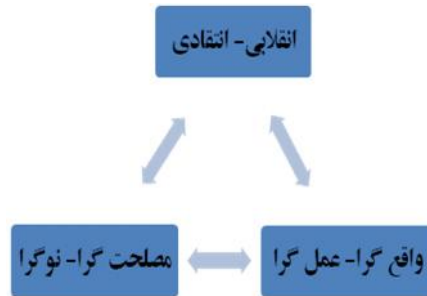 انقلابی- انتقادی
واقع گرا- عمل گرا
مصلحت گرا- نوگرا